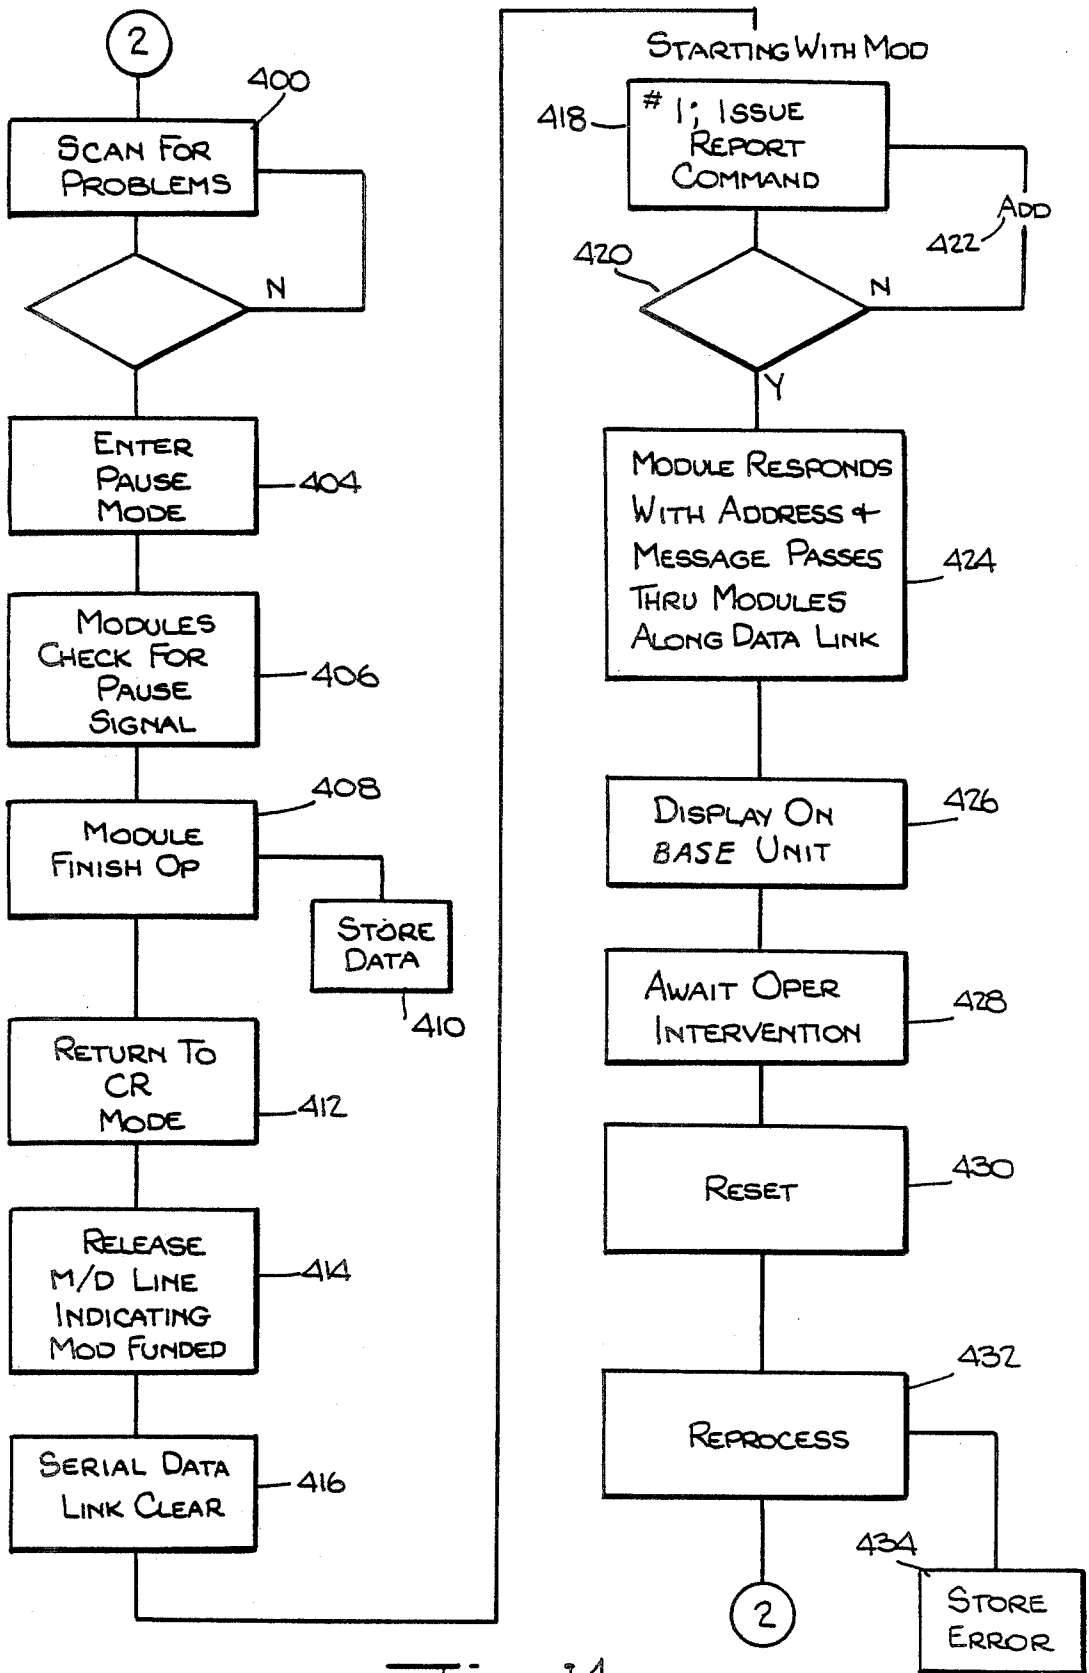 2
400
SCAN FOR
PROBLEMS
N
ENTER
PAUSE
MODE
404
MODULES
CHECK FOR
PAUSE
SIGNAL
406
408
MODULE
FINISH OP
STORE
DATA
410
RETURN TO
CR
MODE
412
RELEASE
M/D LINE
INDICATING
MOD FUNDED
414
SERIAL DATA
LINK CLEAR
416
STARTING WITH MOD
418
# 1; ISSUE
REPORT
COMMAND
ADD
422
420
N
Y
MODULE RESPONDS
WITH ADDRESS &
MESSAGE PASSES
THRU MODULES
ALONG DATA LINK
424
DISPLAY ON
BASE UNIT
426
AWAIT OPER
INTERVENTION
428
RESET
430
432
REPROCESS
434
STORE
ERROR
2